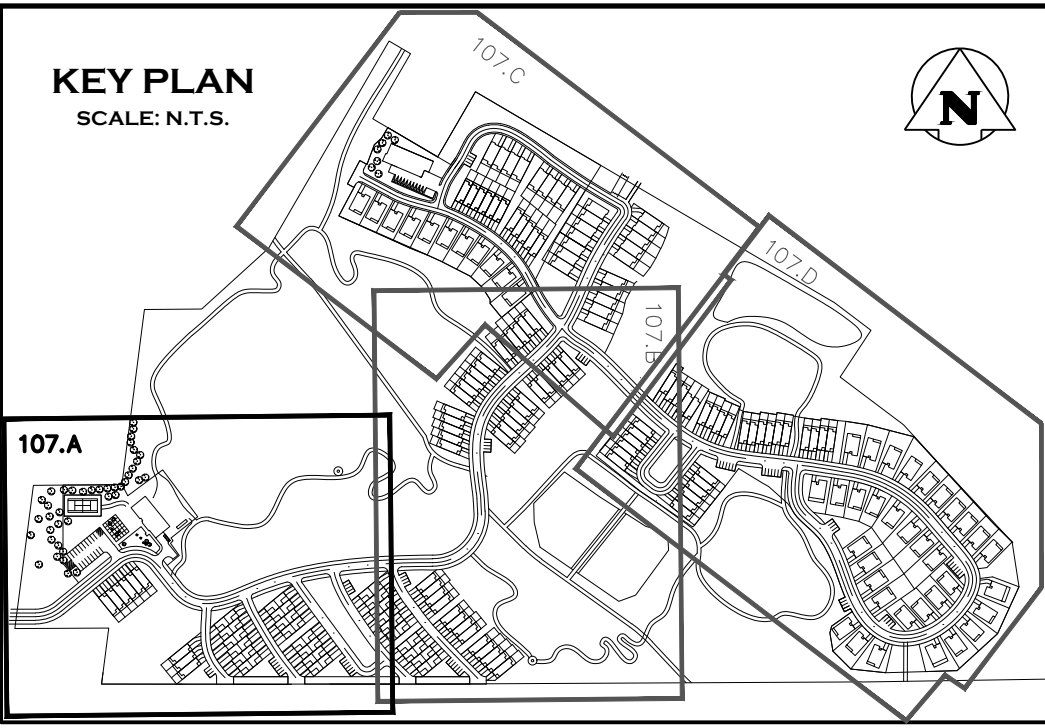 KEY PLAN
SCALE: N.T.S.
107.C
N
107.D
107.B
107.A